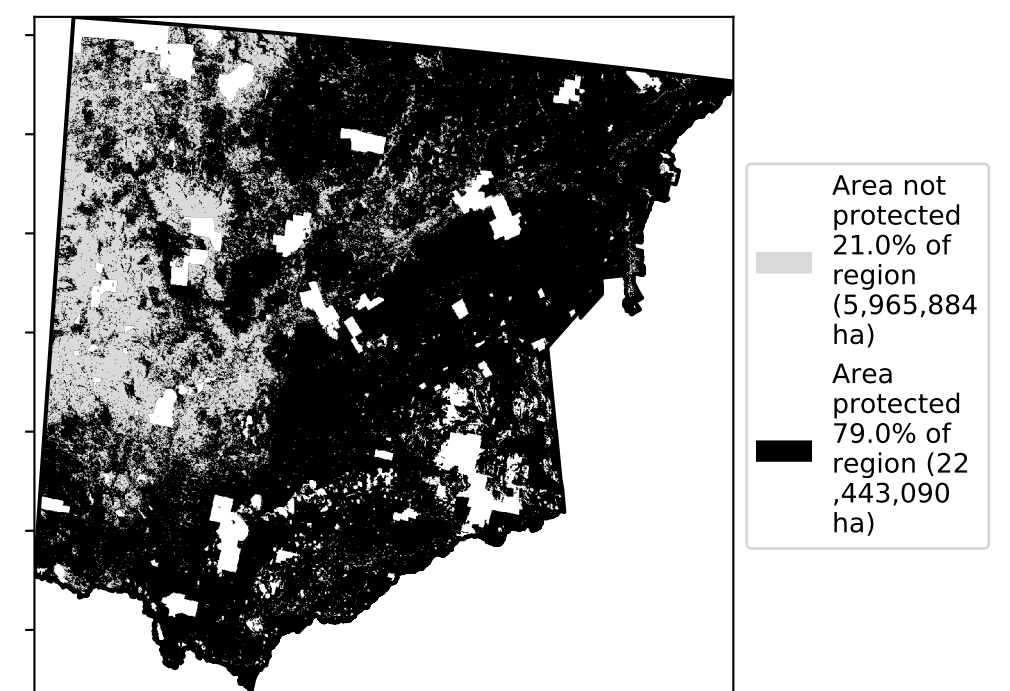 Area not
protected
21.0% of
region
(5,965,884
ha)
Area
protected
79.0% of
region (22
,443,090
ha)